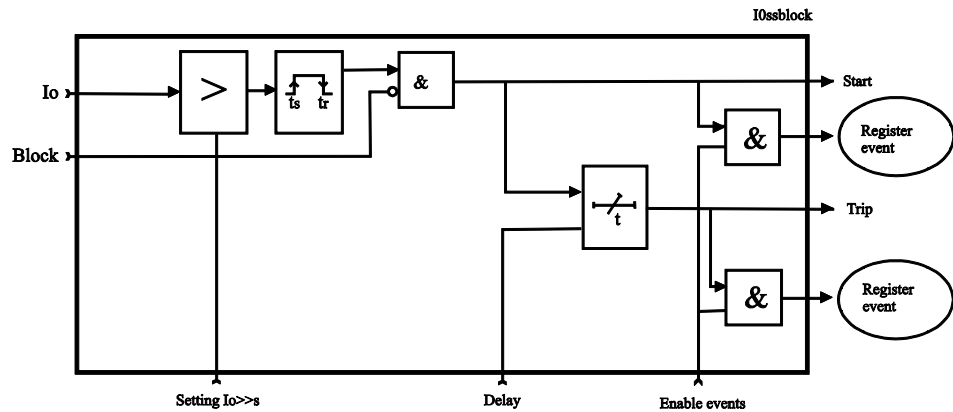 I0ssblock
Io
>
ts tr
&
Start
Block
&
Register
event
t
Trip
&
Register
event
Setting Io>>s
Delay
Enable events